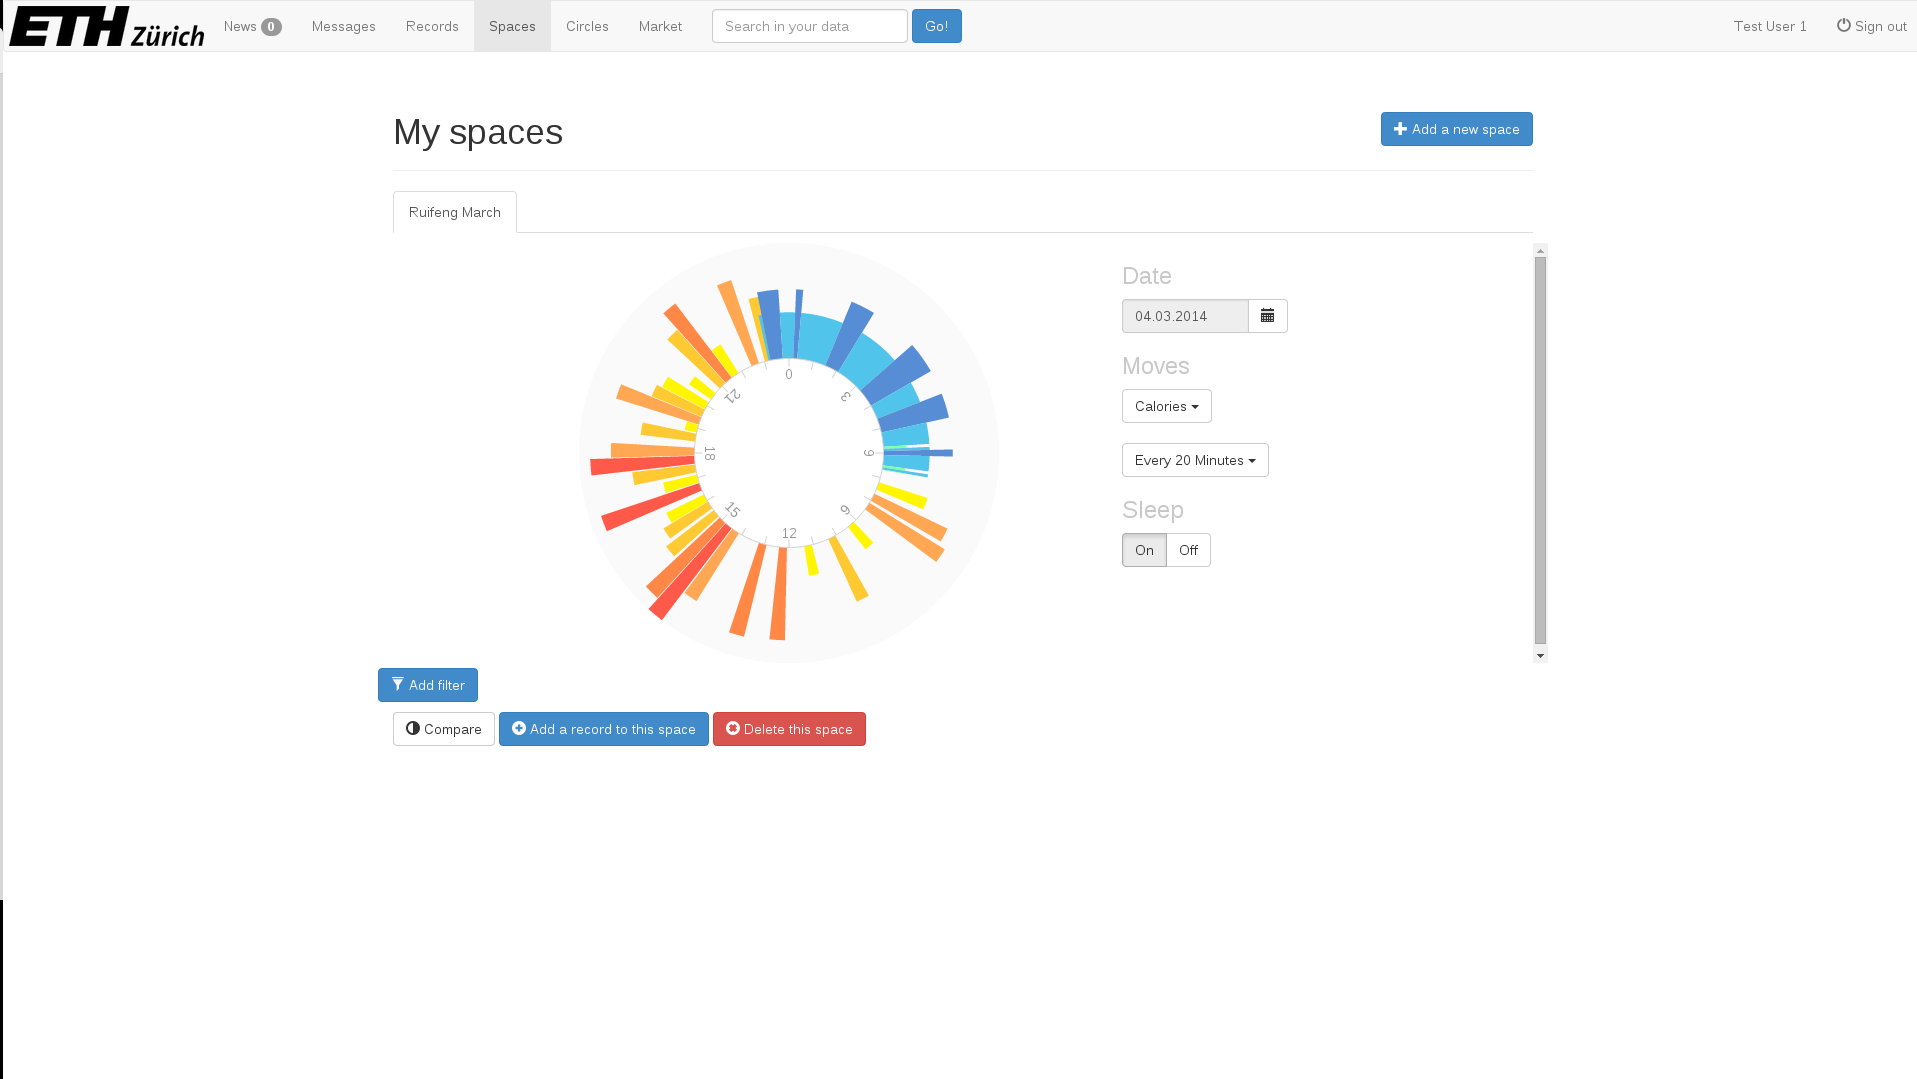 ETH Zürich News 0 Messages Records Spaces Circles Market Search in your data Go! Test User 1 Sign out
My spaces
Add a new space
Ruifeng March
0
3
6
9
12
15
18
21
Date
04.03.2014
Moves
Calories
Every 20 Minutes
Sleep
On Off
Add filter
Compare Add a record to this space Delete this space